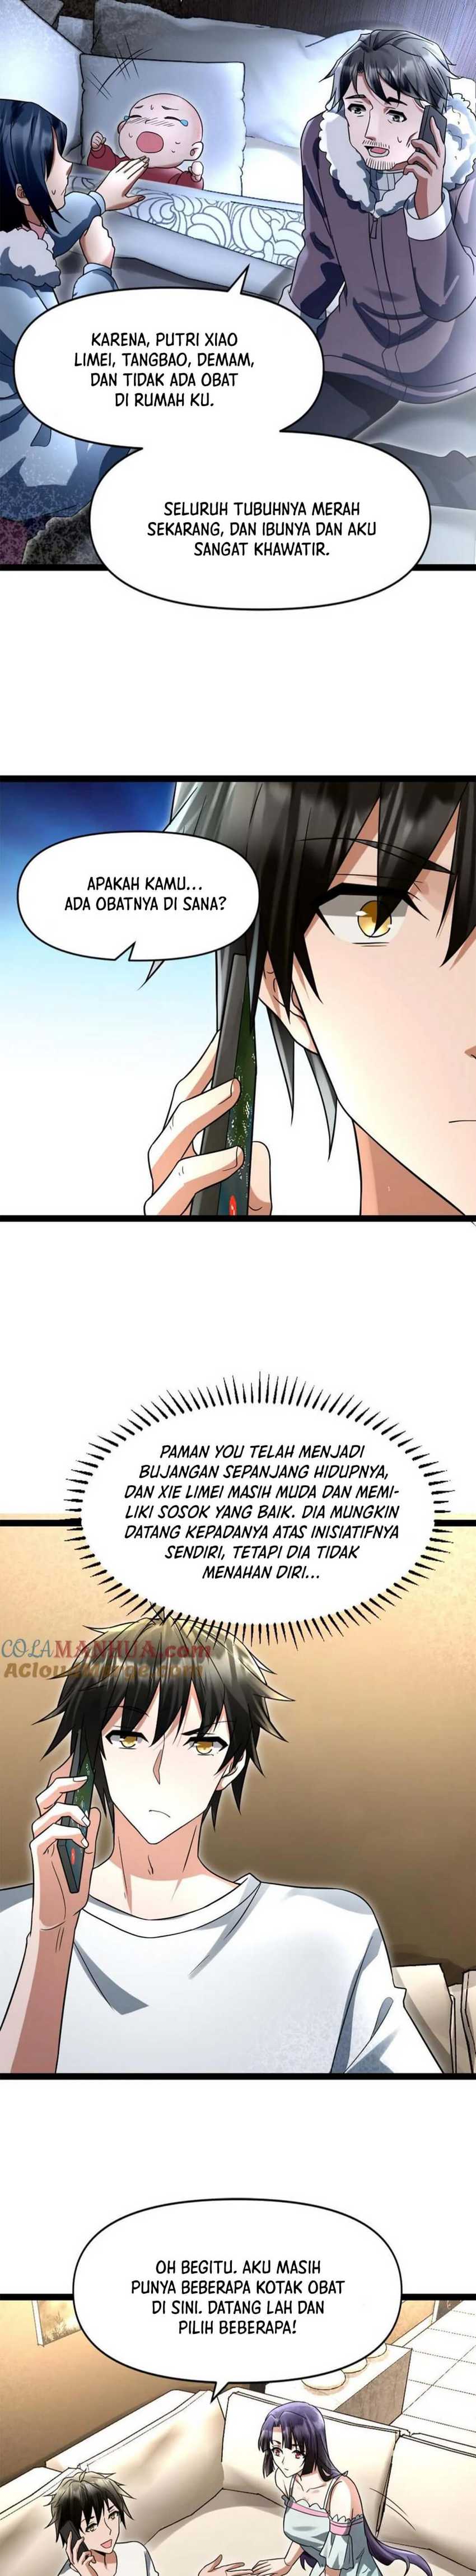 KARENA, PUTRI XIAO
LIMEI, TANGBAO, DEMAM,
DAN TIDAK ADA OBAT
DI RUMAH KU.
SELURUH TUBUHNYA MERAH
SEKARANG, DAN IBUNYA DAN AKU
SANGAT KHAWATIR.
APAKAH KAMU...
ADA OBATNYA DI SANA?
PAMAN YOU TELAH MENJADI
BUJANGAN SEPANJANG HIDUPNYA,
DAN XIE LIMEI MASIH MUDA DAN MEMI-
LIKI SOSOK YANG BAIK. DIA MUNGKIN
DATANG KEPADANYA ATAS INISIATIFNYA
SENDIRI, TETAPI DIA TIDAK
MENAHAN DIRI...
COLAMANHUA.COM
OH BEGITU. AKU MASIH
PUNYA BEBERAPA KOTAK OBAT
DI SINI. DATANG LAH DAN
PILIH BEBERAPA!